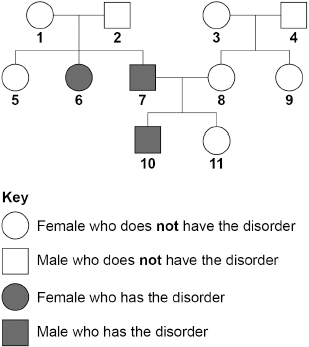 1 2 3 4
5 6 7 8 9
10 11
Key
Female who does not have the disorder
Male who does not have the disorder
Female who has the disorder
Male who has the disorder